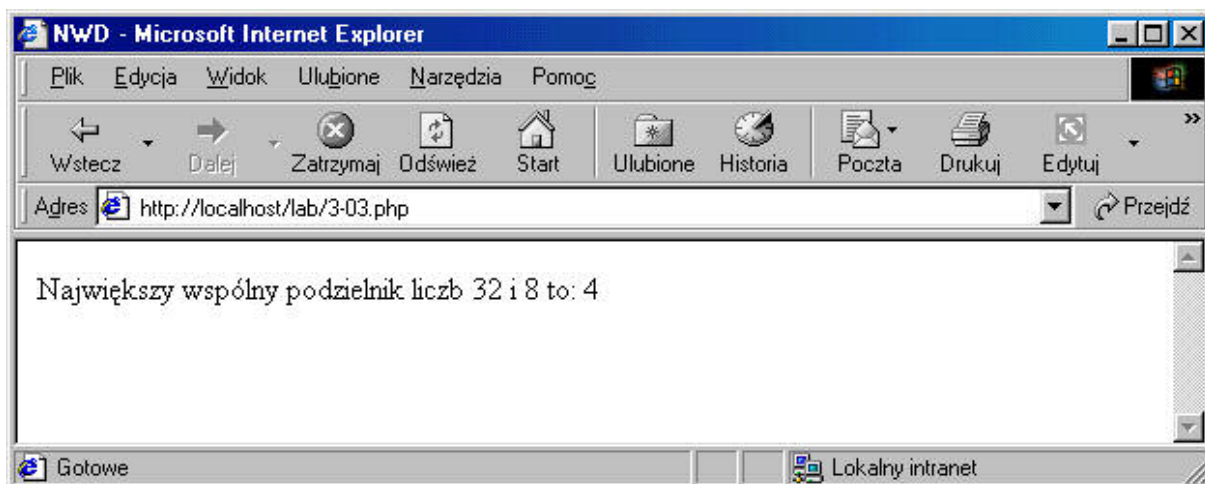 NWD - Microsoft Internet Explorer
Plik Edycja Widok Ulubione Narzędzia Pomoc
Wstecz Dalej Zatrzymaj Odśwież Start Ulubione Historia Poczta Drukuj Edytuj »
Adres http://localhost/lab/3-03.php Przejdź
Największy wspólny podzielnik liczb 32 i 8 to: 4
Gotowe Lokalny intranet